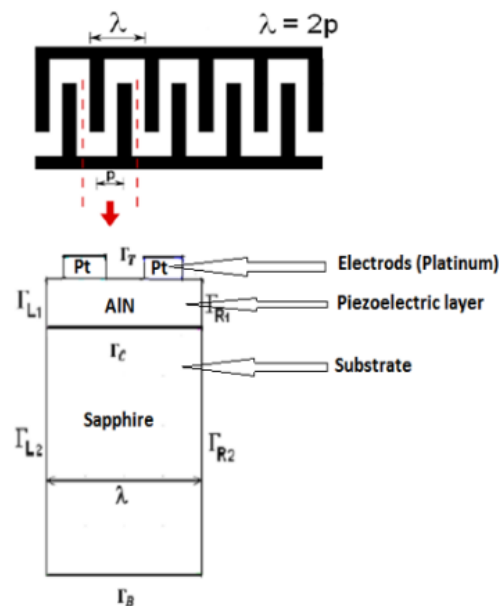 λ λ = 2p
p
Γ_T
Pt Pt Electrods (Platinum)
Γ_L1 AlN Γ_R1 Piezoelectric layer
Γ_C
Substrate
Sapphire
Γ_L2 Γ_R2
λ
Γ_B